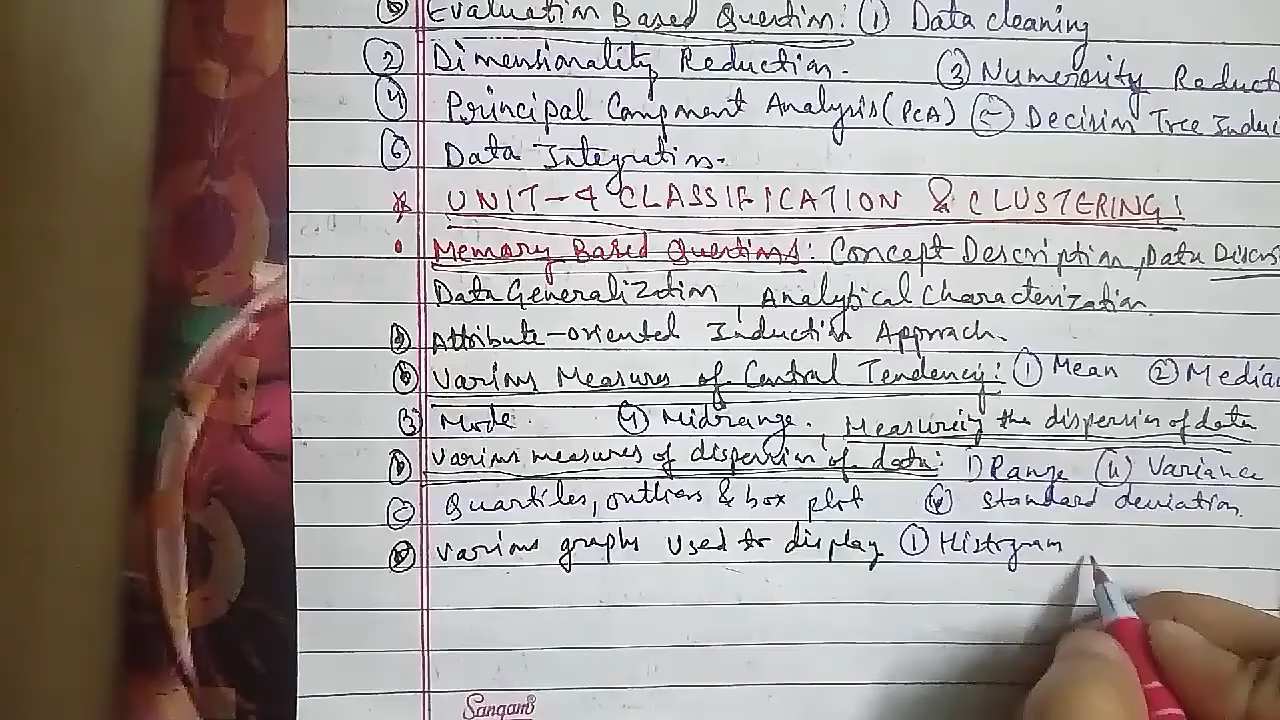 ⓑ Evaluation Based Question: ① Data cleaning
② Dimensionality Reduction. ③ Numerosity Reduct
④ Principal Component Analysis (PCA) ⑤ Decision Tree Induc
⑥ Data Integration.
* UNIT-4 CLASSIFICATION & CLUSTERING!
• Memory Based Questions: Concept Description, Data Discr
Data Generalization, Analytical Characterization
ⓐ Attribute-oriented Induction Approach.
ⓑ Various Measures of Central Tendency: ① Mean ② Media
③ Mode. ④ Midrange., Measuring the dispersion of data
ⓑ Various measures of dispersion of data: i) Range (ii) Variance
ⓒ Quartiles, outliers & box plot (iv) Standard deviation.
Various graphs used to display ① Histogram
Sangam